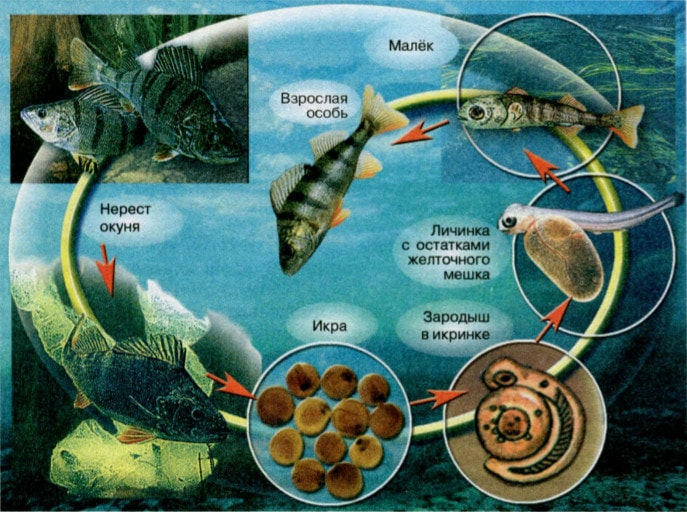 Малёк
Взрослая
особь
Нерест
окуня
Личинка
с остатками
желточного
мешка
Икра
Зародыш
в икринке